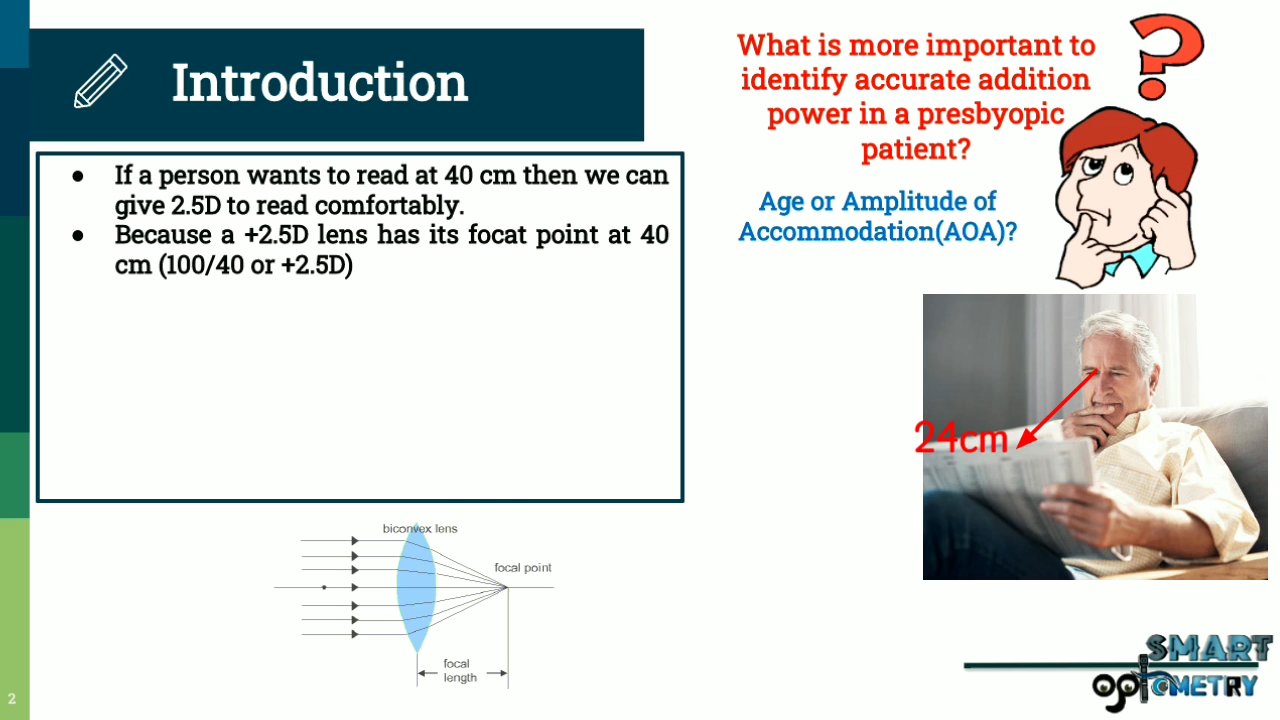 Introduction
● If a person wants to read at 40 cm then we can
give 2.5D to read comfortably.
● Because a +2.5D lens has its focat point at 40
cm (100/40 or +2.5D)
What is more important to
identify accurate addition
power in a presbyopic
patient?
Age or Amplitude of
Accommodation(AOA)?
24cm
biconvex lens
focal point
focal
length
SMART
optOMETRY
2